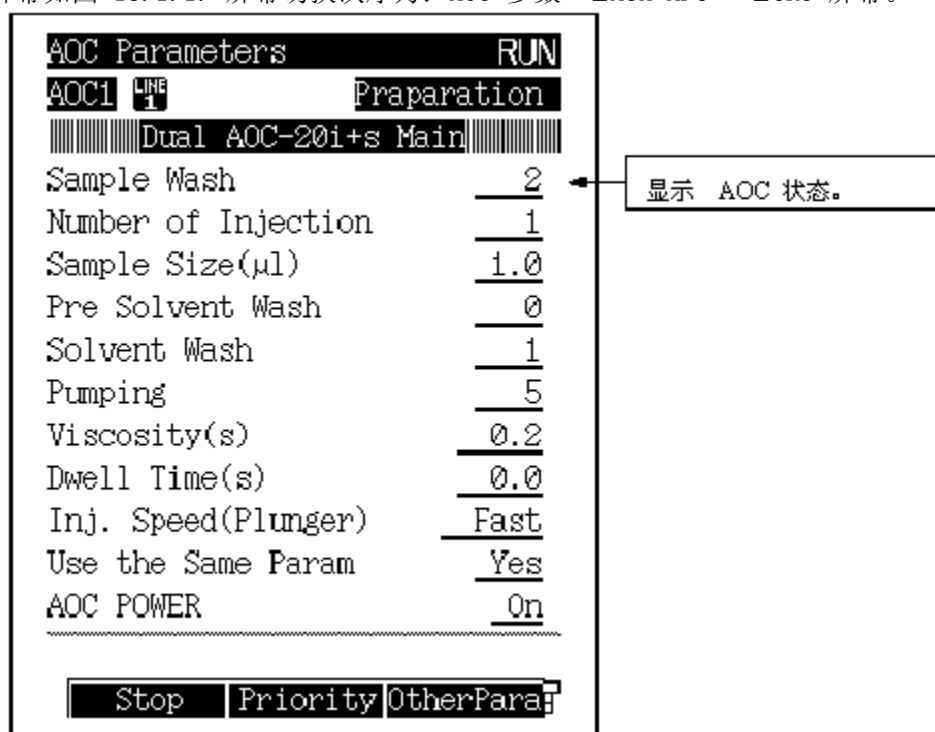 AOC Parameters RUN
AOC1 LINE 1 Praparation
Dual AOC-20i+s Main
Sample Wash 2
显示 AOC 状态。
Number of Injection 1
Sample Size(μl) 1.0
Pre Solvent Wash 0
Solvent Wash 1
Pumping 5
Viscosity(s) 0.2
Dwell Time(s) 0.0
Inj. Speed(Plunger) Fast
Use the Same Param Yes
AOC POWER On
Stop Priority OtherPara